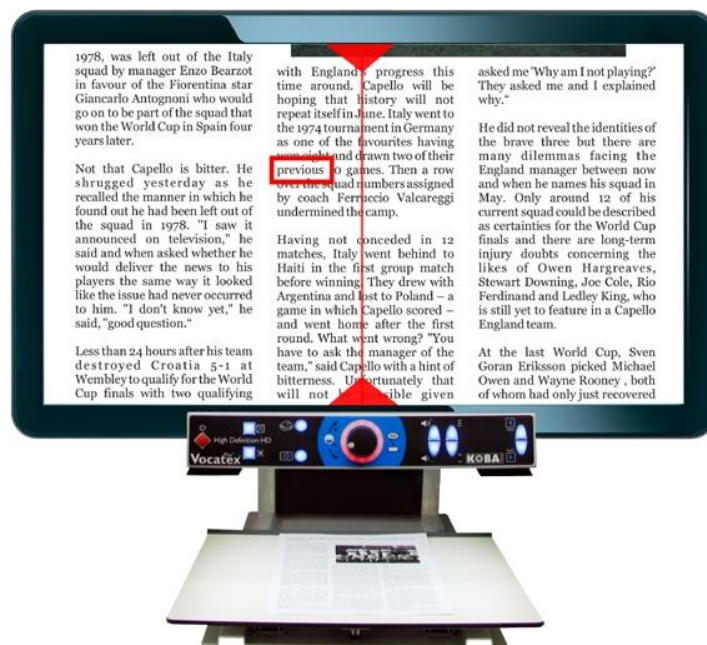 1978, was left out of the Italy
squad by manager Enzo Bearzot
in favour of the Fiorentina star
Giancarlo Antognoni who would
go on to be part of the squad that
won the World Cup in Spain four
years later.
Not that Capello is bitter. He
shrugged yesterday as he
recalled the manner in which he
found out he had been left out of
the squad in 1978. "I saw it
announced on television," he
said and when asked whether he
would deliver the news to his
players the same way it looked
like the issue had never occurred
to him. "I don't know yet," he
said, "good question."
Less than 24 hours after his team
destroyed Croatia 5-1 at
Wembley to qualify for the World
Cup finals with two qualifying
with England's progress this
time around, Capello will be
hoping that history will not
repeat itself in June. Italy went to
the 1974 tournament in Germany
as one of the favourites having
won eight and drawn two of their
previous 10 games. Then a row
over the squad numbers assigned
by coach Ferruccio Valcareggi
undermined the camp.
Having not conceded in 12
matches, Italy went behind to
Haiti in the first group match
before winning. They drew with
Argentina and lost to Poland – a
game in which Capello scored –
and went home after the first
round. What went wrong? "You
have to ask the manager of the
team," said Capello with a hint of
bitterness. Unfortunately that
will not be possible given
asked me 'Why am I not playing?'
They asked me and I explained
why."
He did not reveal the identities of
the brave three but there are
many dilemmas facing the
England manager between now
and when he names his squad in
May. Only around 12 of his
current squad could be described
as certainties for the World Cup
finals and there are long-term
injury doubts concerning the
likes of Owen Hargreaves,
Stewart Downing, Joe Cole, Rio
Ferdinand and Ledley King, who
is still yet to feature in a Capello
England team.
At the last World Cup, Sven
Goran Eriksson picked Michael
Owen and Wayne Rooney , both
of whom had only just recovered
High Definition HD
Vocatex
KOBA